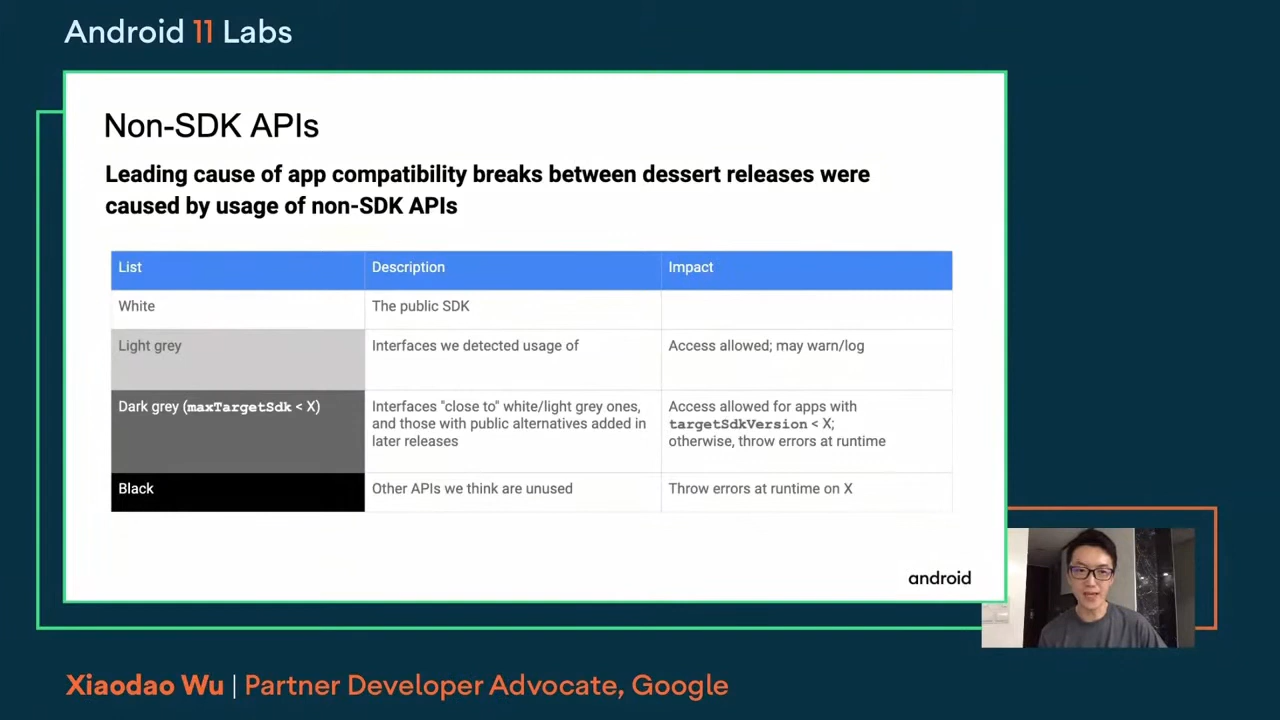 Android 11 Labs
Non-SDK APIs
Leading cause of app compatibility breaks between dessert releases were
caused by usage of non-SDK APIs
List Description Impact
White The public SDK
Light grey Interfaces we detected usage of Access allowed; may warn/log
Dark grey (maxTargetSdk < X) Interfaces "close to" white/light grey ones, Access allowed for apps with
and those with public alternatives added in targetSdkVersion < X;
later releases otherwise, throw errors at runtime
Black Other APIs we think are unused Throw errors at runtime on X
android
Xiaodao Wu | Partner Developer Advocate, Google